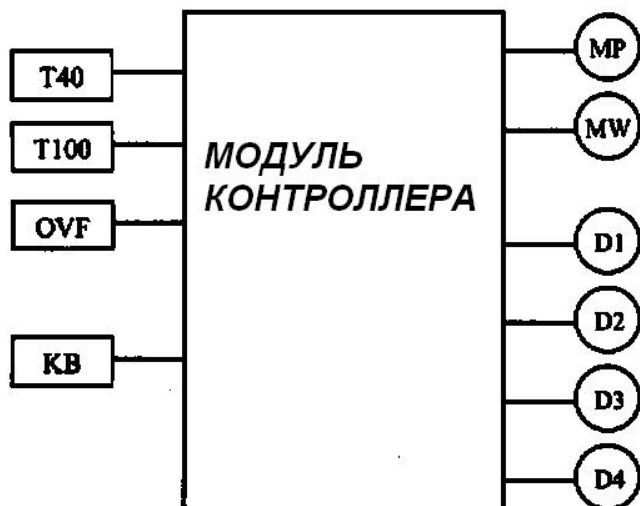 T40
T100
OVF
KB
МОДУЛЬ
КОНТРОЛЛЕРА
MP
MW
D1
D2
D3
D4